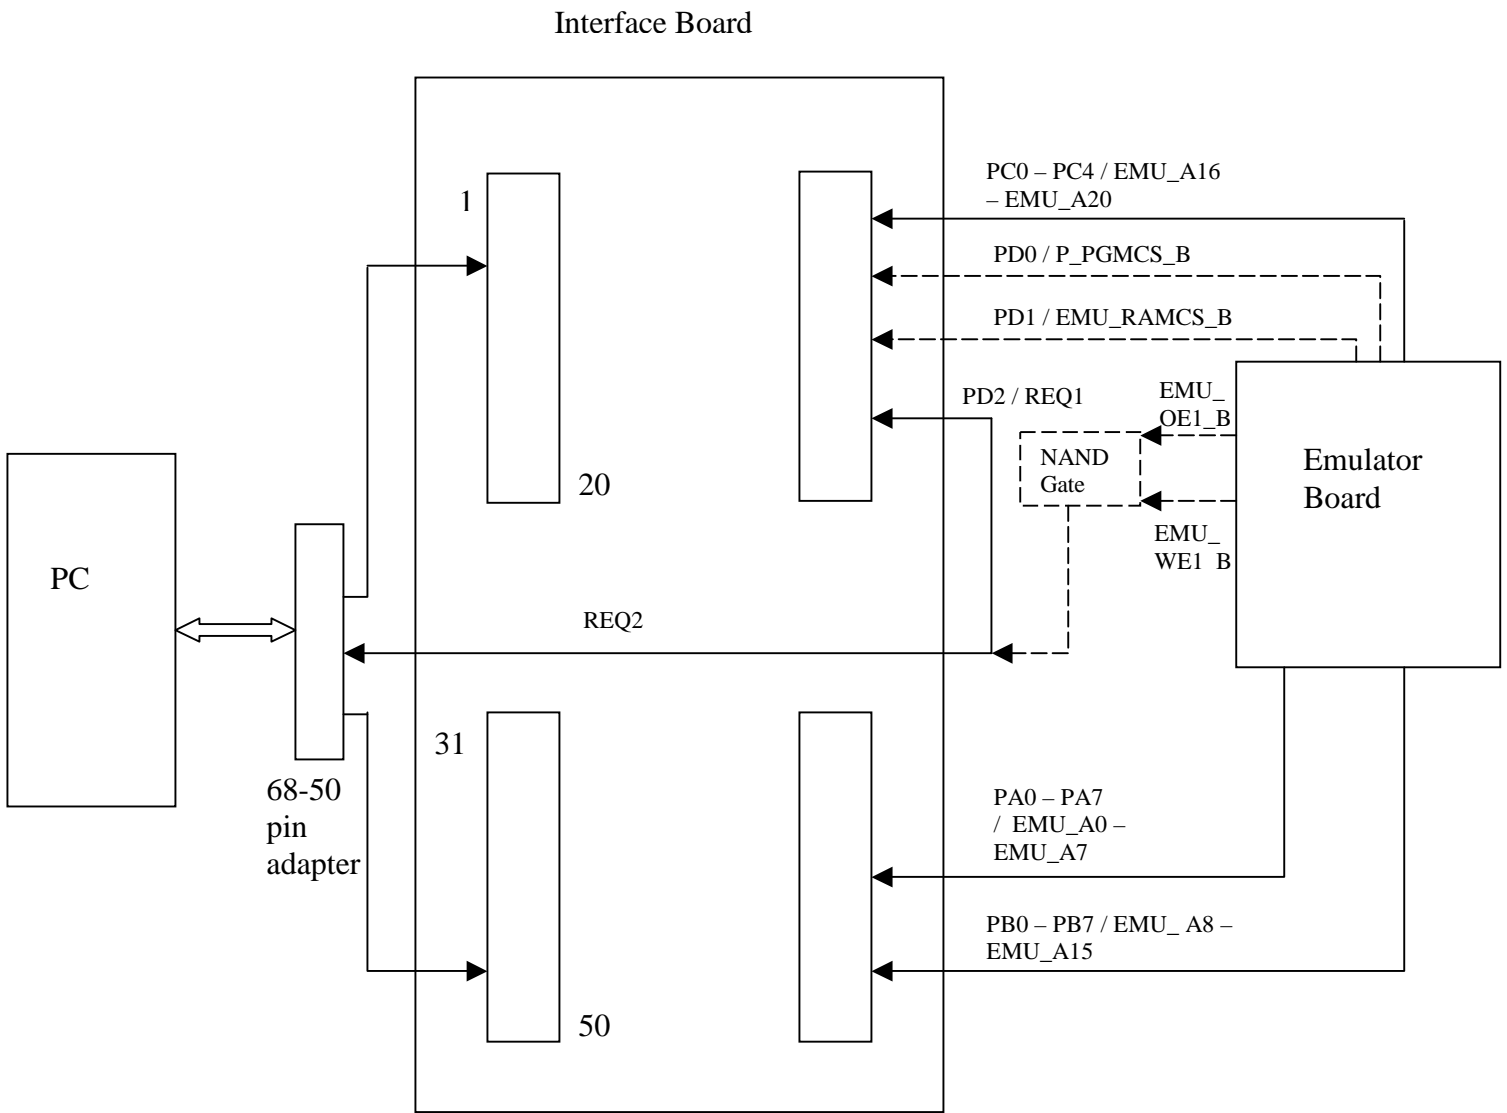 Interface Board
PC0 – PC4 / EMU_A16
– EMU_A20
1
PD0 / P_PGMCS_B
PD1 / EMU_RAMCS_B
PD2 / REQ1
EMU_
OE1_B
NAND
Gate
Emulator
Board
20
EMU_
WE1 B
PC
REQ2
31
68-50
pin
adapter
PA0 – PA7
/ EMU_A0 –
EMU_A7
PB0 – PB7 / EMU_ A8 –
EMU_A15
50